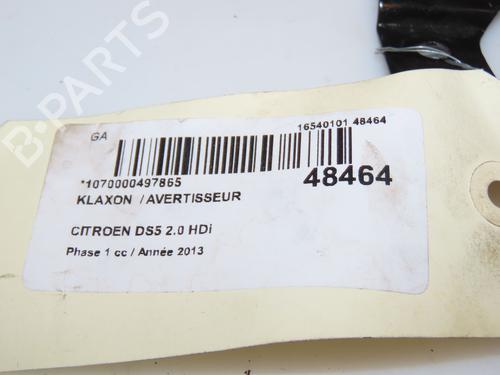 GA
16540101 48464
*1070000497865
48464
KLAXON / AVERTISSEUR
CITROEN DS5 2.0 HDi
Phase 1 cc / Année 2013
B-PARTS